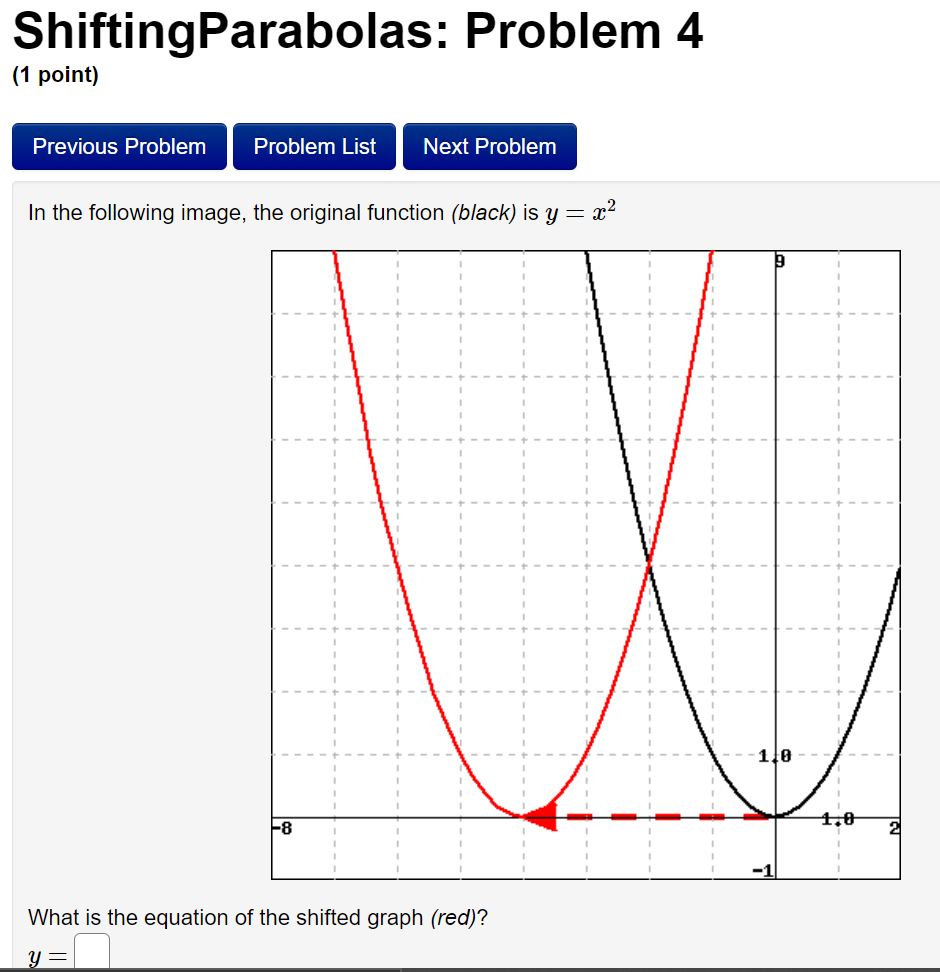 ShiftingParabolas: Problem 4
(1 point)
Previous Problem Problem List Next Problem
In the following image, the original function (black) is y = x²
9
1.0
-8 1.0 2
-1
What is the equation of the shifted graph (red)?
y =